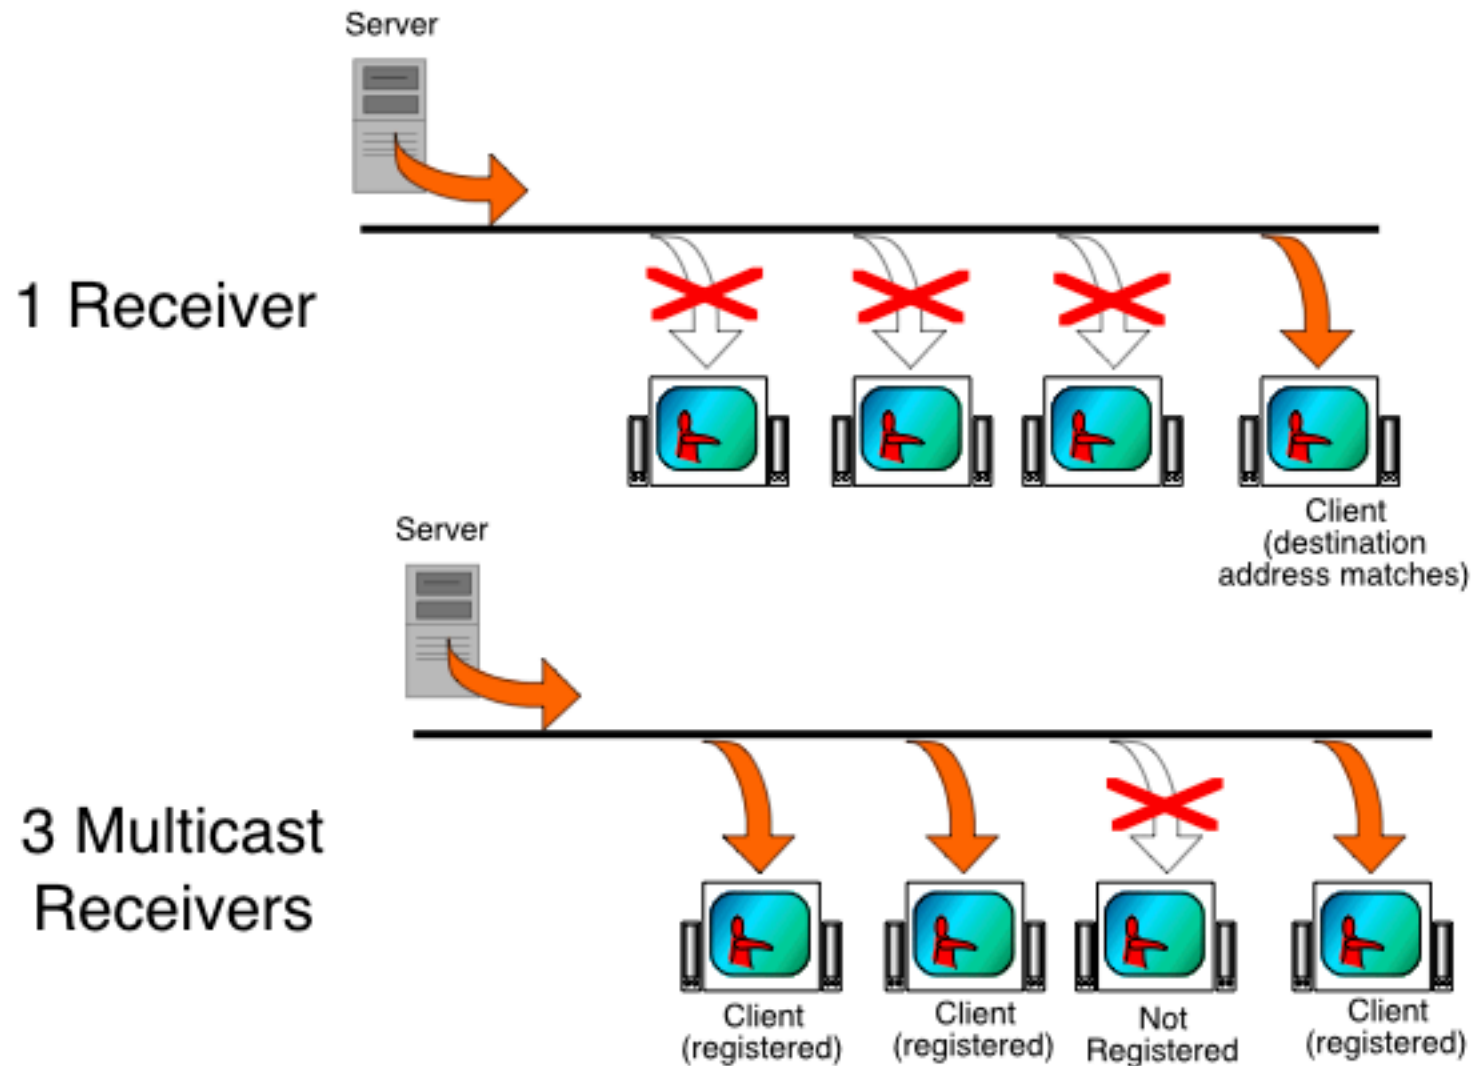 Server
1 Receiver
Client
(destination
address matches)
Server
3 Multicast
Receivers
Client
(registered)
Client
(registered)
Not
Registered
Client
(registered)